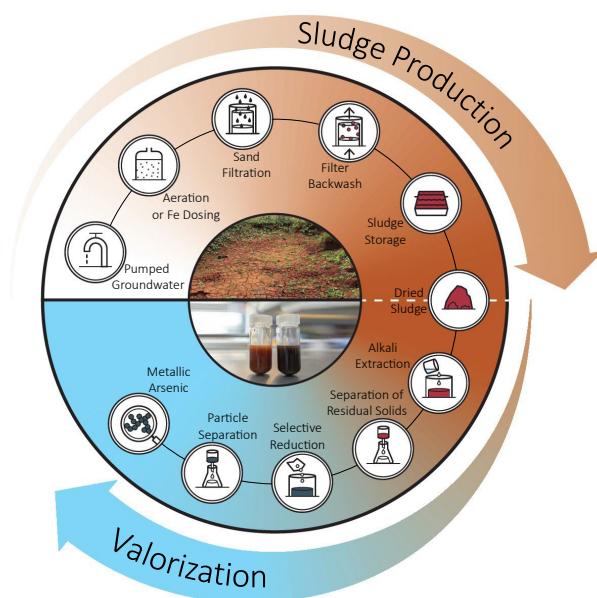 Sludge Production
Pumped
Groundwater
Aeration
or Fe Dosing
Sand
Filtration
Filter
Backwash
Sludge
Storage
Dried
Sludge
Alkali
Extraction
Separation of
Residual Solids
Selective
Reduction
Particle
Separation
Metallic
Arsenic
Valorization